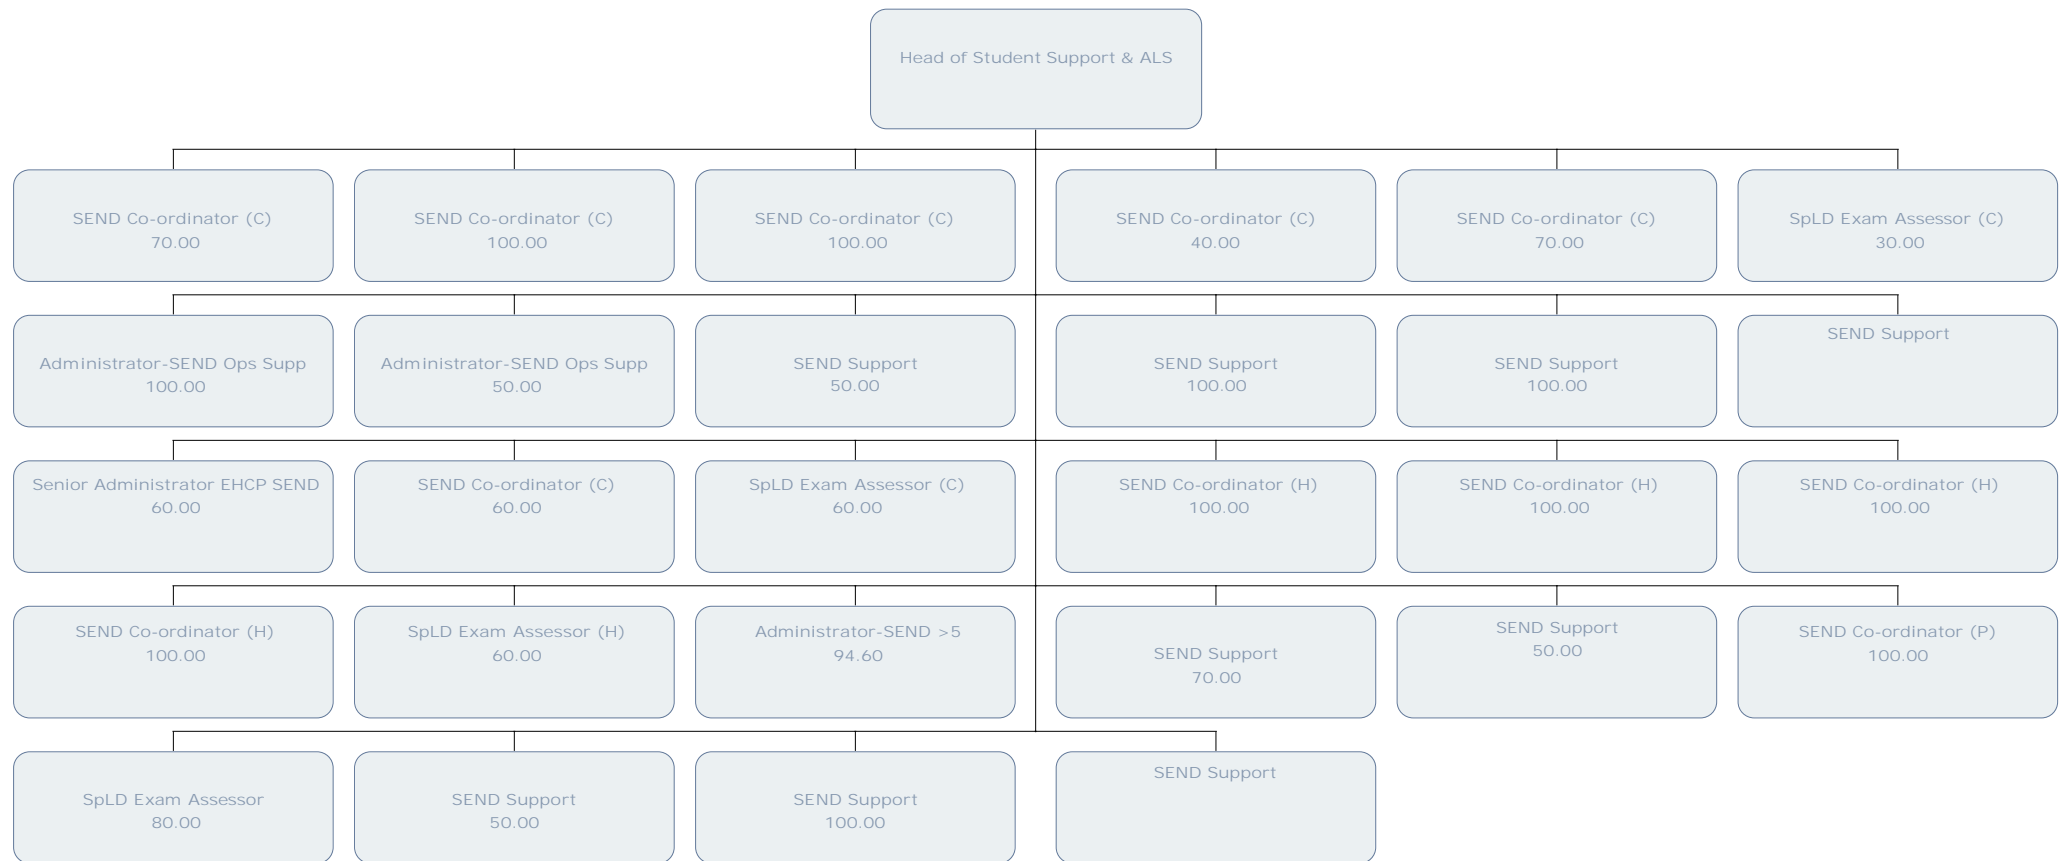 Head of Student Support & ALS
SEND Co-ordinator (C)
70.00
SEND Co-ordinator (C)
100.00
SEND Co-ordinator (C)
100.00
SEND Co-ordinator (C)
40.00
SEND Co-ordinator (C)
70.00
SpLD Exam Assessor (C)
30.00
Administrator-SEND Ops Supp
100.00
Administrator-SEND Ops Supp
50.00
SEND Support
50.00
SEND Support
100.00
SEND Support
100.00
SEND Support
Senior Administrator EHCP SEND
60.00
SEND Co-ordinator (C)
60.00
SpLD Exam Assessor (C)
60.00
SEND Co-ordinator (H)
100.00
SEND Co-ordinator (H)
100.00
SEND Co-ordinator (H)
100.00
SEND Co-ordinator (H)
100.00
SpLD Exam Assessor (H)
60.00
Administrator-SEND >5
94.60
SEND Support
70.00
SEND Support
50.00
SEND Co-ordinator (P)
100.00
SpLD Exam Assessor
80.00
SEND Support
50.00
SEND Support
100.00
SEND Support